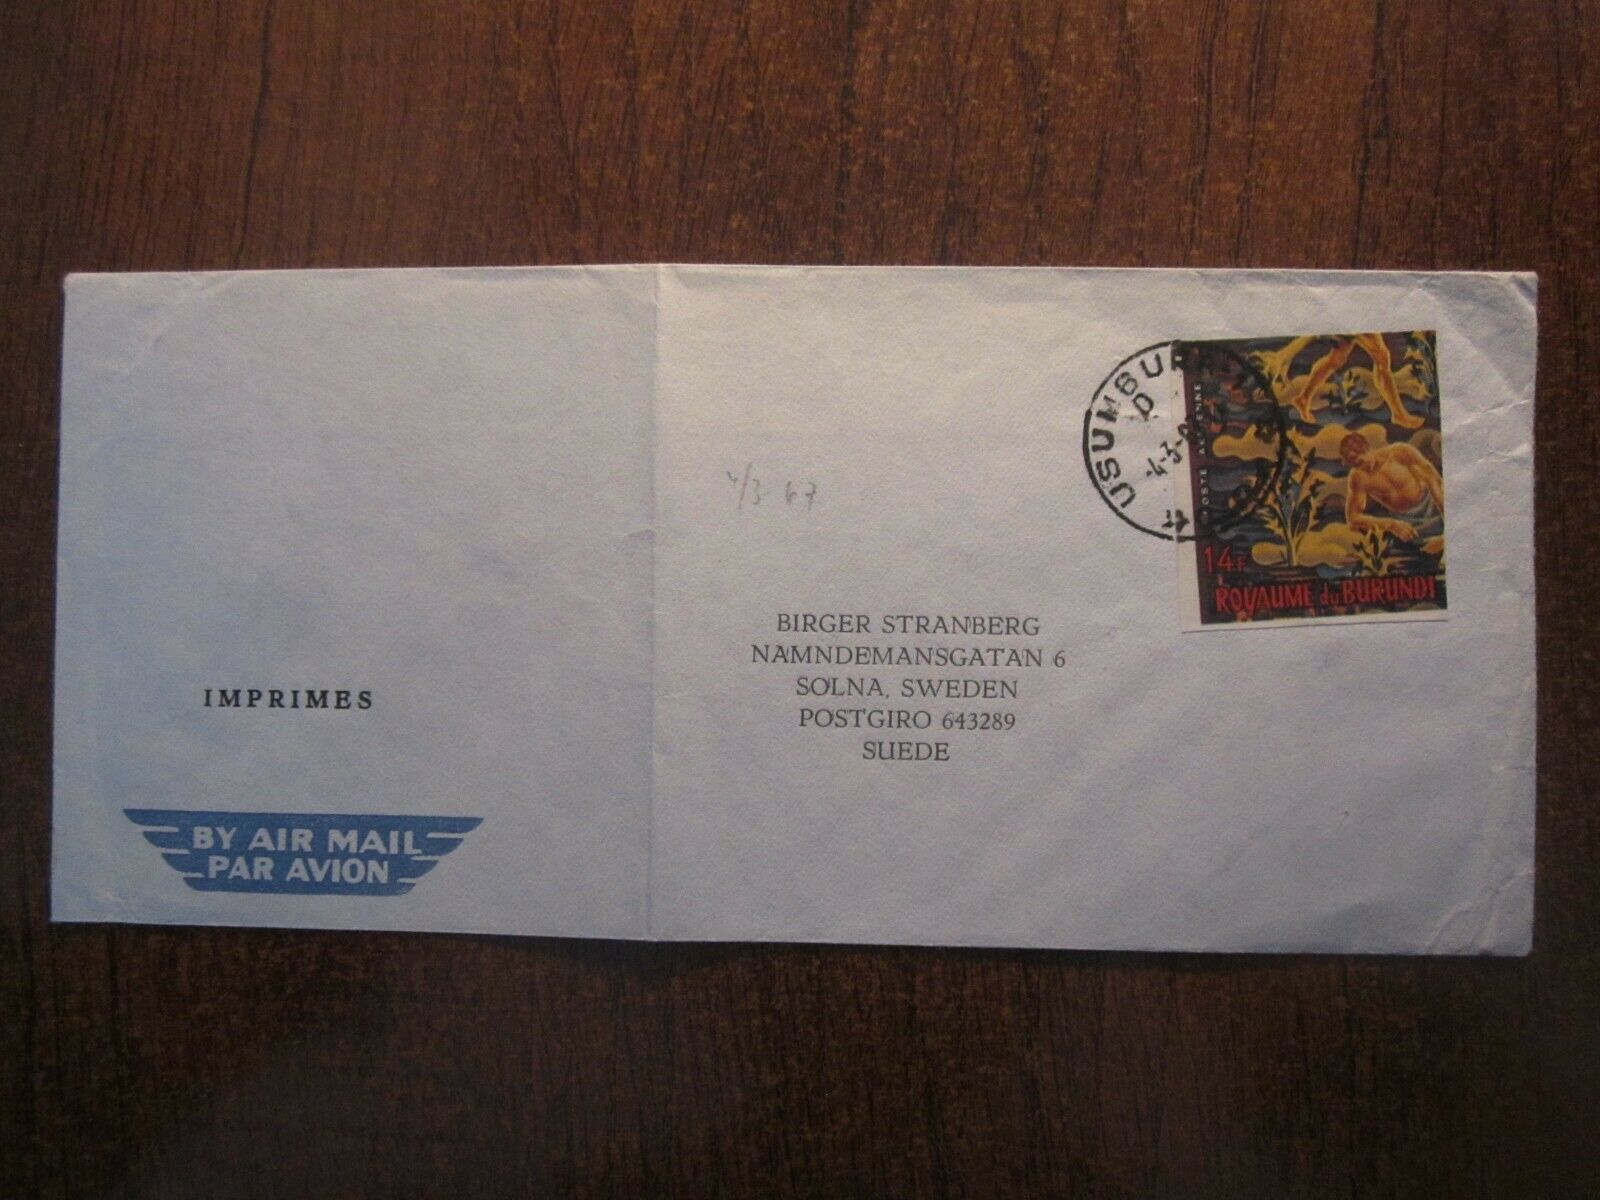 USUMBUR
D
-4-3-
POSTE AERIENNE
14F
ROYAUME du BURUNDI
4/3 67
BIRGER STRANBERG
NAMNDEMANSGATAN 6
SOLNA, SWEDEN
POSTGIRO 643289
SUEDE
IMPRIMES
BY AIR MAIL
PAR AVION